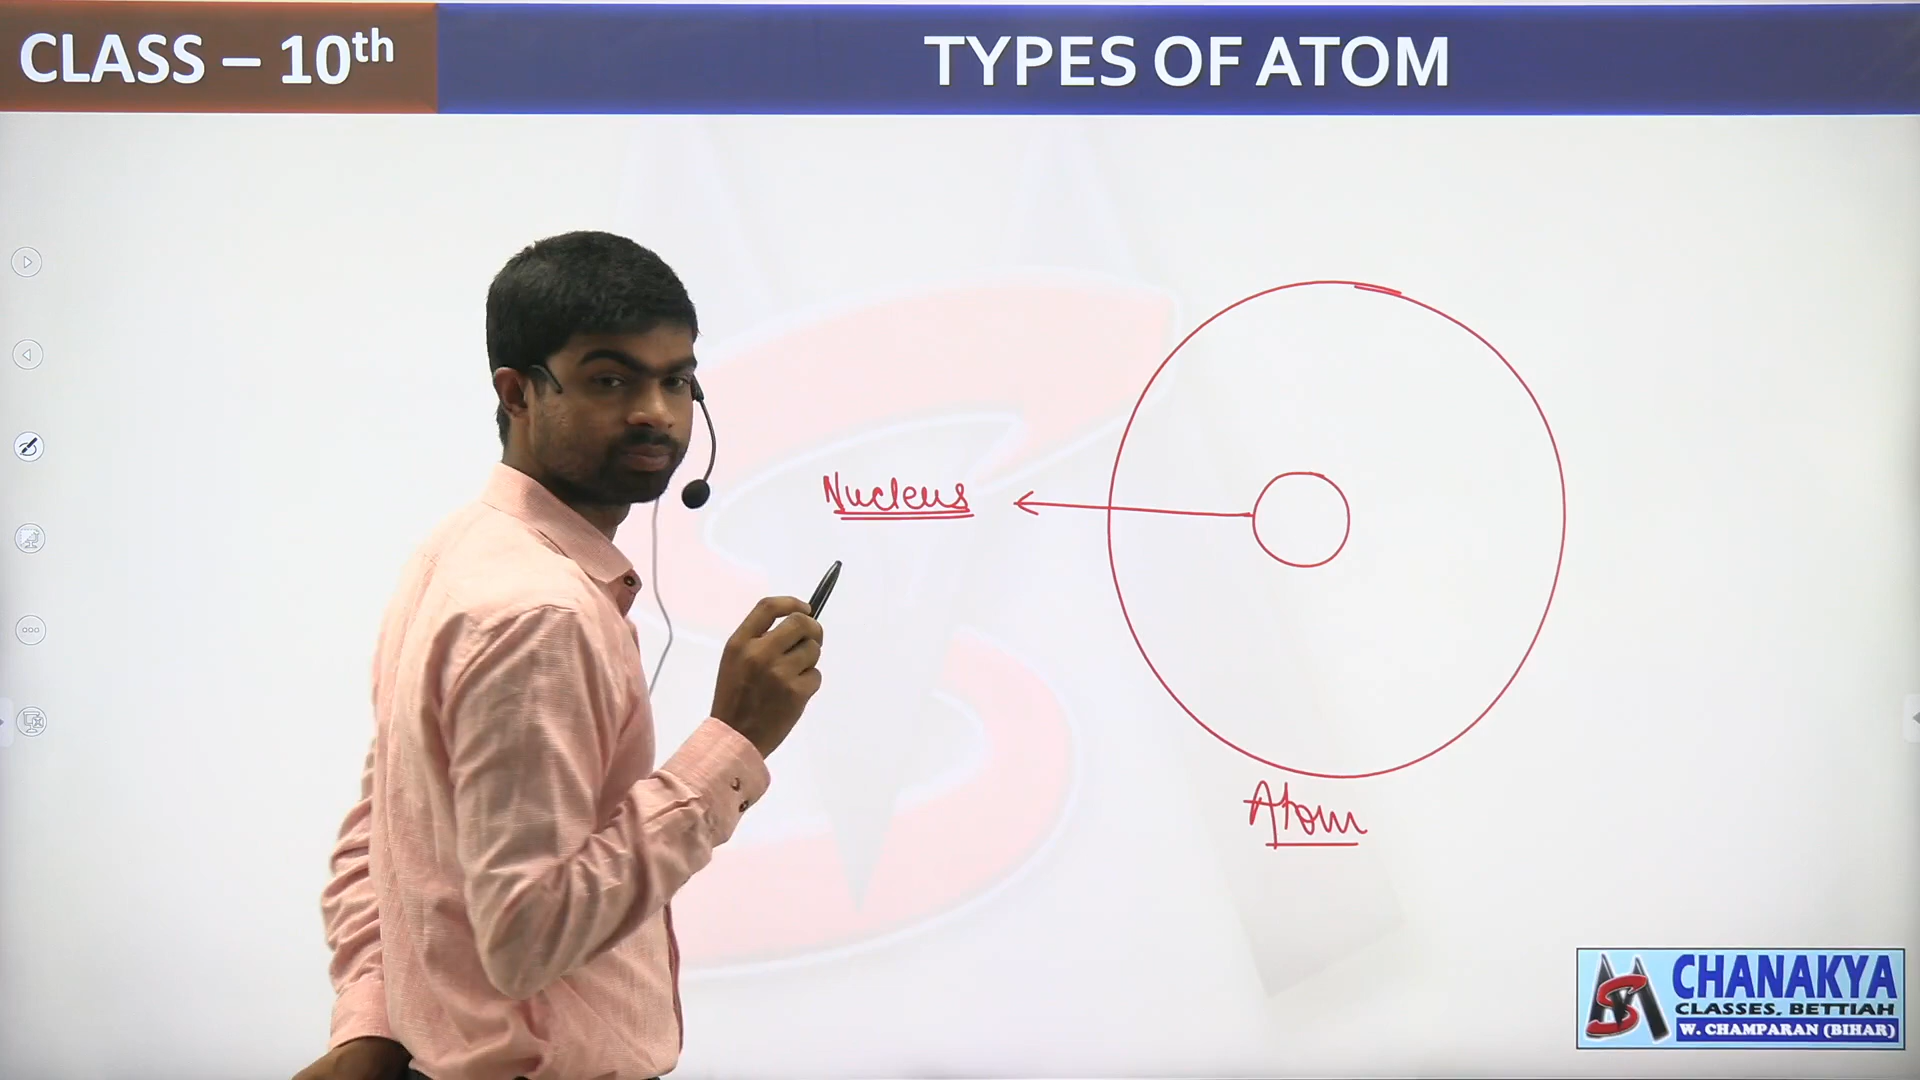 CLASS – 10th
TYPES OF ATOM
Nucleus
Atom
CHANAKYA
CLASSES, BETTIAH
W. CHAMPARAN (BIHAR)